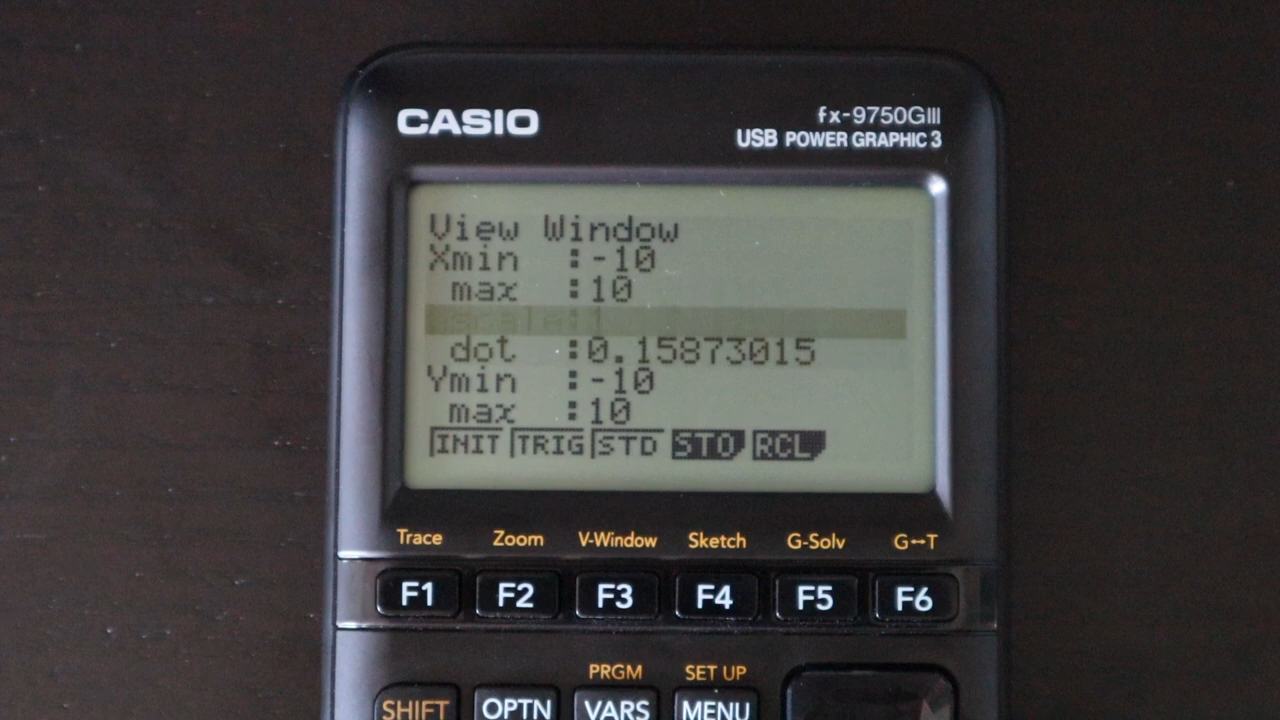 CASIO
fx-9750GIII
USB POWER GRAPHIC 3
View Window
Xmin :-10
max :10
scale:1
dot :0.15873015
Ymin :-10
max :10
INIT TRIG STD STO RCL
Trace Zoom V-Window Sketch G-Solv G↔T
F1 F2 F3 F4 F5 F6
PRGM SET UP
SHIFT OPTN VARS MENU